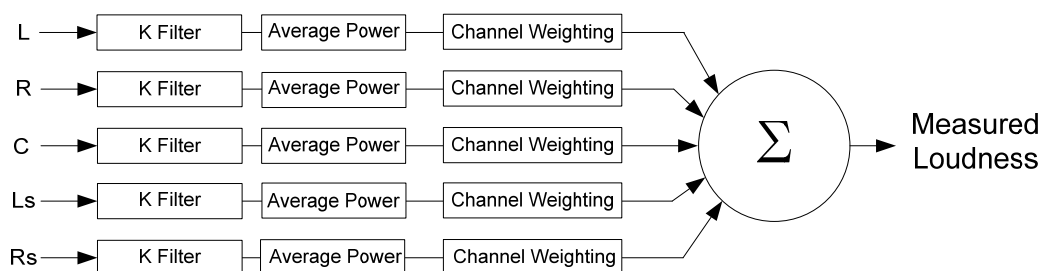 L K Filter Average Power Channel Weighting
R K Filter Average Power Channel Weighting
C K Filter Average Power Channel Weighting
Ls K Filter Average Power Channel Weighting
Rs K Filter Average Power Channel Weighting
Σ
Measured
Loudness